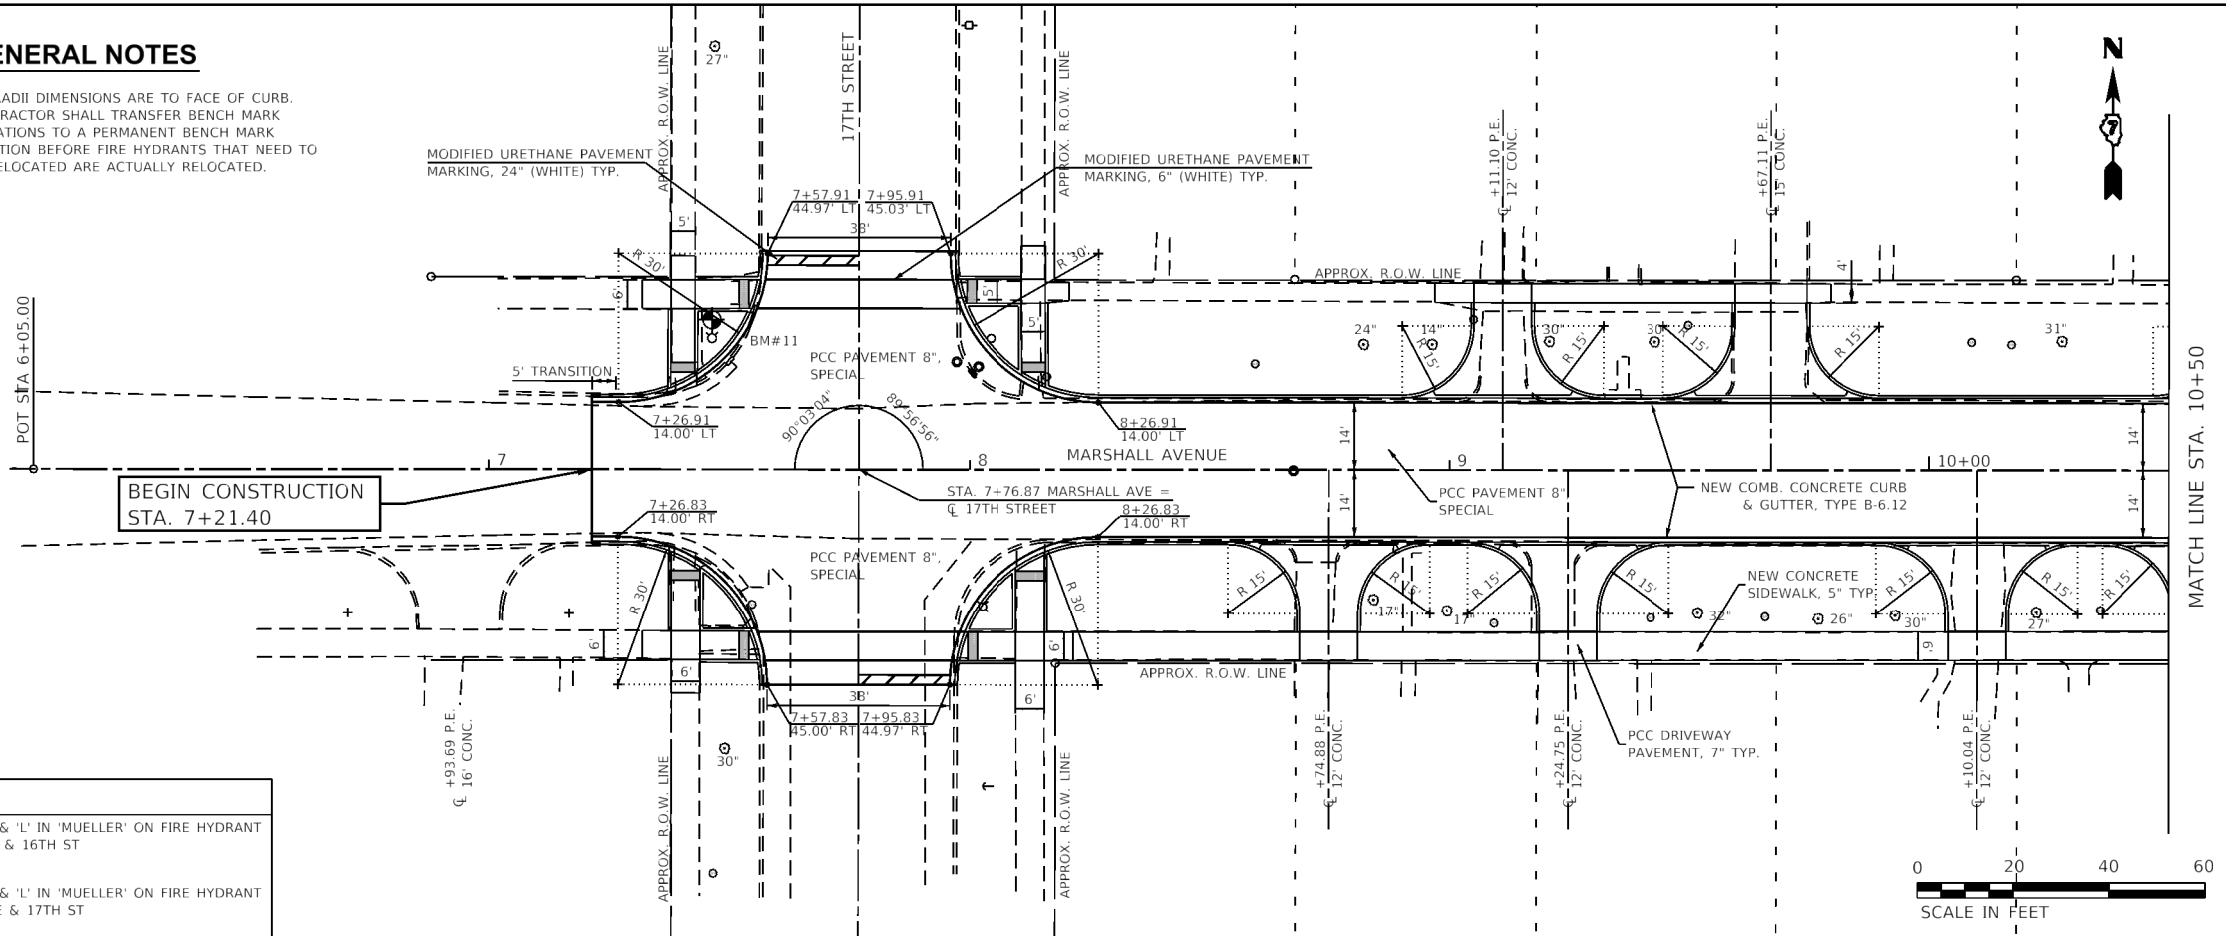 ENERAL NOTES
ADII DIMENSIONS ARE TO FACE OF CURB.
RACTOR SHALL TRANSFER BENCH MARK
ATIONS TO A PERMANENT BENCH MARK
TION BEFORE FIRE HYDRANTS THAT NEED TO
ELOCATED ARE ACTUALLY RELOCATED.
27"
APPROX. R.O.W. LINE
17TH STREET
APPROX. R.O.W. LINE
N
7
MODIFIED URETHANE PAVEMENT
MARKING, 24" (WHITE) TYP.
MODIFIED URETHANE PAVEMENT
MARKING, 6" (WHITE) TYP.
+11.10 P.E.
℄ 12' CONC.
+67.11 P.E.
℄ 15' CONC.
7+57.91
44.97' LT
7+95.91
45.03' LT
5'
38'
R 30'
R 30'
APPROX. R.O.W. LINE
4'
6'
5'
5'
BM#11
PCC PAVEMENT 8",
SPECIAL
24"
14"
30"
30"
31"
R 15'
R 15'
R 15'
R 15'
POT STA 6+05.00
5' TRANSITION
7+26.91
14.00' LT
90°03'04"
89°56'56"
8+26.91
14.00' LT
14'
14'
MATCH LINE STA. 10+50
7
8
MARSHALL AVENUE
9
10+00
BEGIN CONSTRUCTION
STA. 7+21.40
STA. 7+76.87 MARSHALL AVE =
℄ 17TH STREET
PCC PAVEMENT 8"
SPECIAL
NEW COMB. CONCRETE CURB
& GUTTER, TYPE B-6.12
7+26.83
14.00' RT
8+26.83
14.00' RT
14'
14'
PCC PAVEMENT 8",
SPECIAL
R 30'
R 30'
R 15'
R 15'
R 15'
R 15'
R 15'
R 15'
R 15'
NEW CONCRETE
SIDEWALK, 5" TYP.
17"
17"
32"
26"
30"
27"
6'
6'
6'
6'
6'
APPROX. R.O.W. LINE
38'
7+57.83
45.00' RT
7+95.83
44.97' RT
+93.69 P.E.
℄ 16' CONC.
30"
APPROX. R.O.W. LINE
APPROX. R.O.W. LINE
+74.88 P.E.
℄ 12' CONC.
+24.75 P.E.
℄ 12' CONC.
PCC DRIVEWAY
PAVEMENT, 7" TYP.
+10.04 P.E.
℄ 12' CONC.
& 'L' IN 'MUELLER' ON FIRE HYDRANT
& 16TH ST
& 'L' IN 'MUELLER' ON FIRE HYDRANT
E & 17TH ST
0 20 40 60
SCALE IN FEET